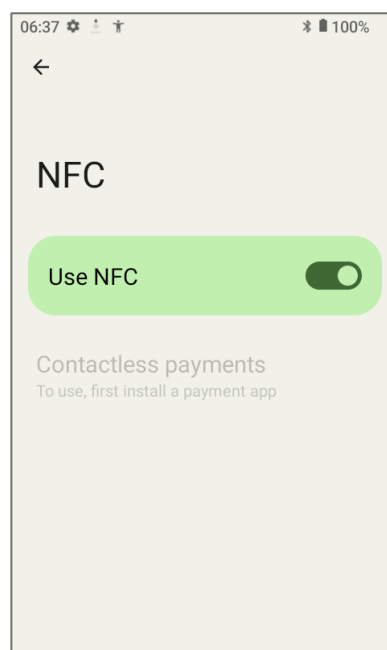 06:37 100%
NFC
Use NFC
Contactless payments
To use, first install a payment app